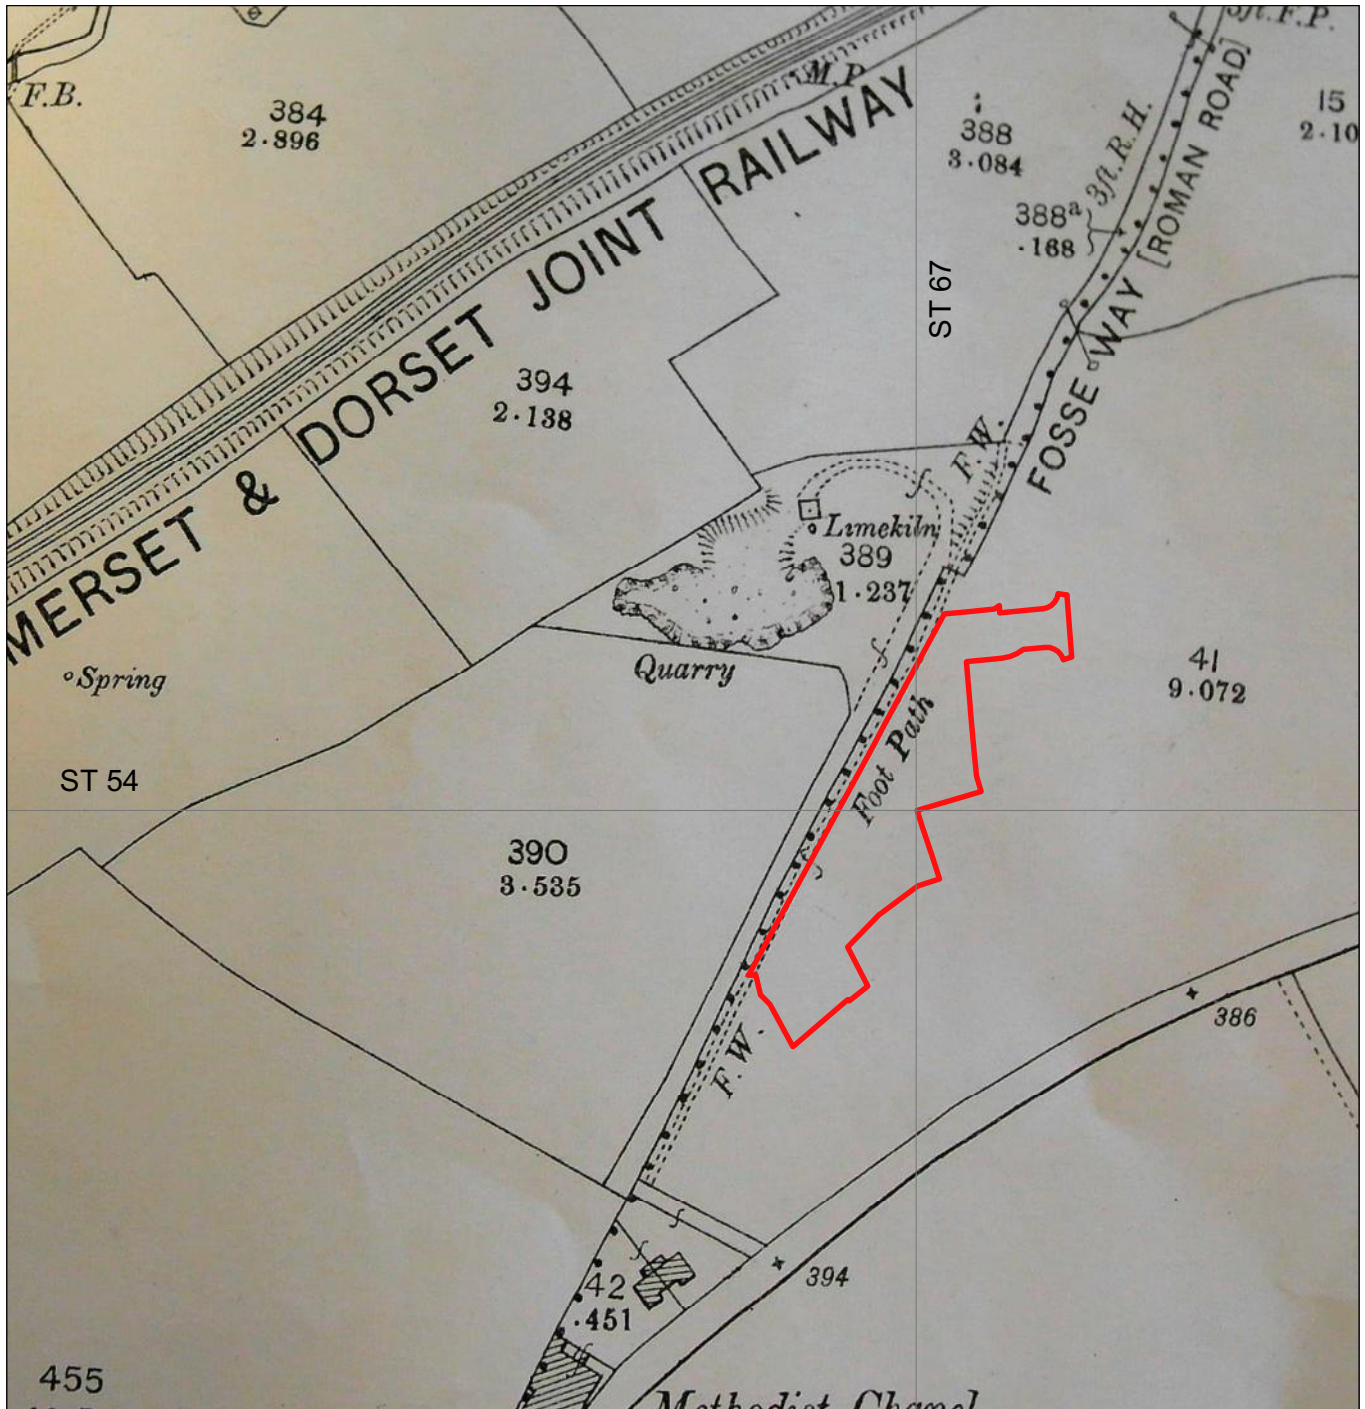 3ft.F.P.
F.B.
384
2·896
M.P.
388
3·084
15
2·10
3ft.R.H.
388ᵃ
·168
FOSSE WAY [ROMAN ROAD]
MERSET & DORSET JOINT RAILWAY
ST 67
394
2·138
F.W.
Limekiln
389
1·237
Quarry
Spring
41
9·072
Foot Path
ST 54
390
3·535
386
F.W.
394
42
·451
455
Methodist Chapel